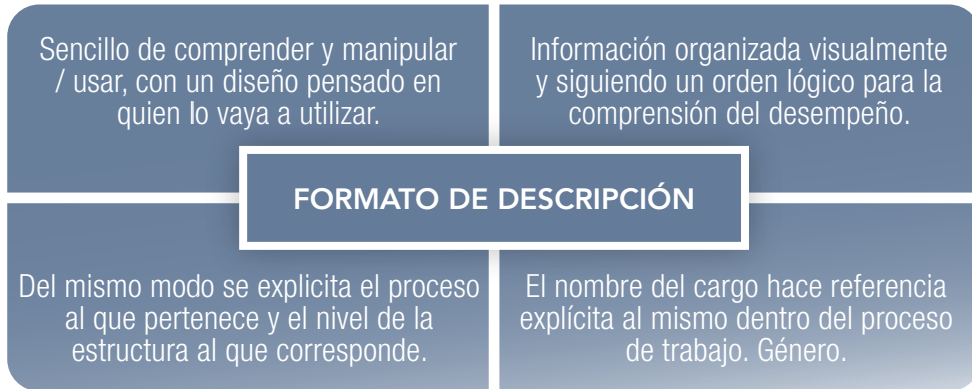 Sencillo de comprender y manipular
/ usar, con un diseño pensado en
quien lo vaya a utilizar.
Información organizada visualmente
y siguiendo un orden lógico para la
comprensión del desempeño.
FORMATO DE DESCRIPCIÓN
Del mismo modo se explicita el proceso
al que pertenece y el nivel de la
estructura al que corresponde.
El nombre del cargo hace referencia
explícita al mismo dentro del proceso
de trabajo. Género.